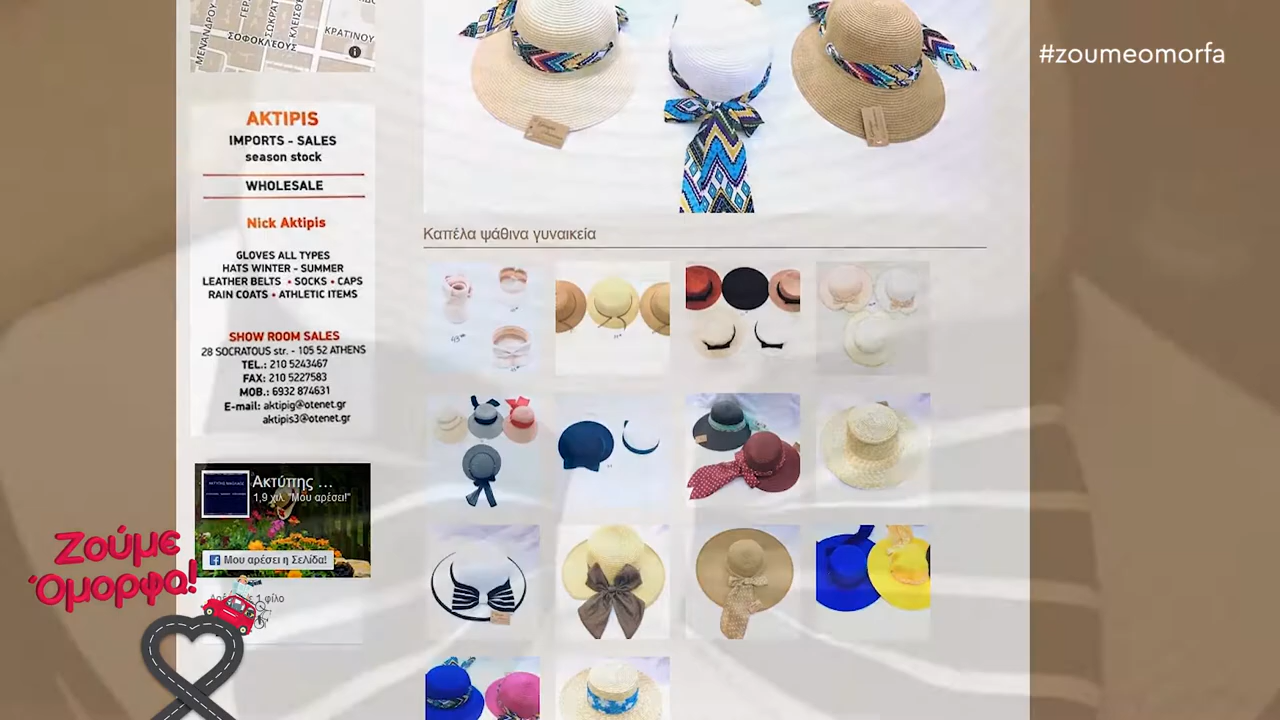 ΜΕΝΑΝΔΡΟΥ
ΣΟΦΟΚΛΕΟΥΣ
ΚΡΑΤΙΝΟΥ
#zoumeomorfa
AKTIPIS
IMPORTS - SALES
season stock
WHOLESALE
Nick Aktipis
GLOVES ALL TYPES
HATS WINTER - SUMMER
LEATHER BELTS • SOCKS • CAPS
RAIN COATS • ATHLETIC ITEMS
SHOW ROOM SALES
28 SOCRATOUS str. - 105 52 ATHENS
TEL.: 210 5243467
FAX: 210 5227583
MOB.: 6932 874631
E-mail: aktipig@otenet.gr
aktipis3@otenet.gr
Καπέλα ψάθινα γυναικεία
Ακτύπης ...
1,9 χιλ. "Μου αρέσει!"
Μου αρέσει η Σελίδα!
1 φίλο
Ζούμε
Όμορφα!